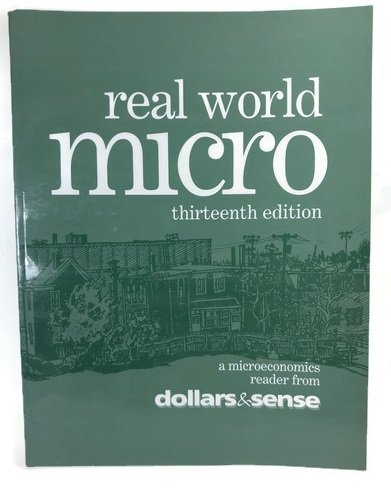 real world
micro
thirteenth edition
a microeconomics
reader from
dollars&sense